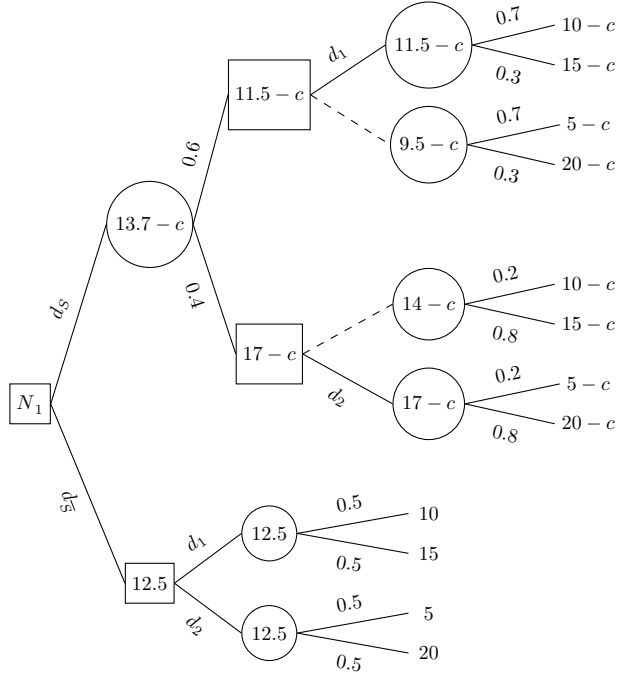 0.7
10 − c
d₁
11.5 − c
0.3
15 − c
11.5 − c
0.7
5 − c
9.5 − c
0.3
20 − c
0.6
13.7 − c
0.4
d_S
0.2
10 − c
14 − c
0.8
15 − c
17 − c
d₂
0.2
5 − c
17 − c
0.8
20 − c
N₁
d_S̅
0.5
10
d₁
12.5
0.5
15
12.5
d₂
0.5
5
12.5
0.5
20